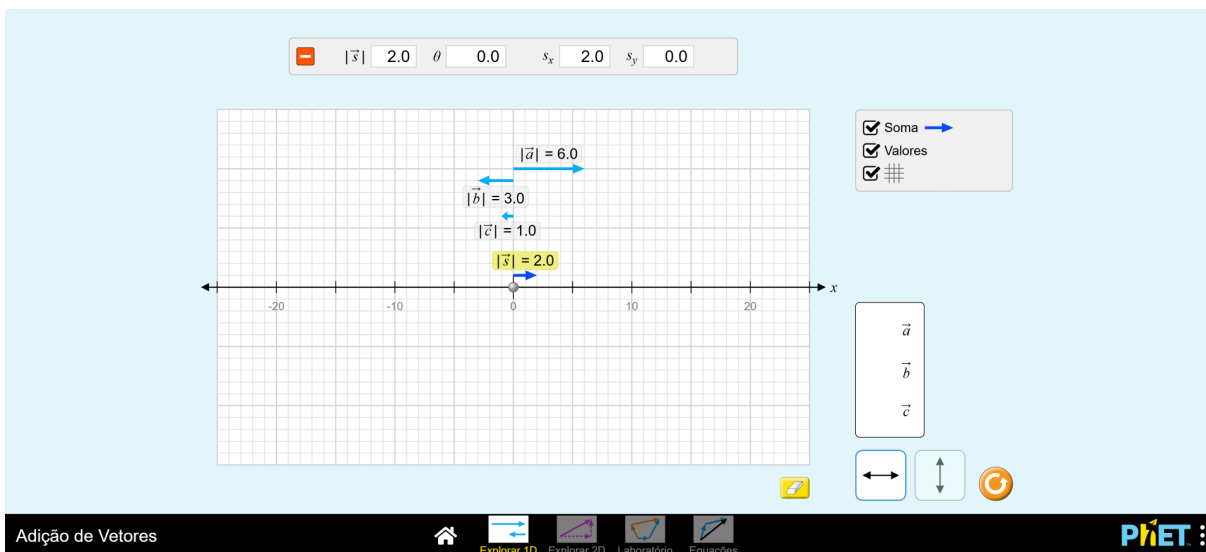 |s⃗| 2.0 θ 0.0 sₓ 2.0 s_y 0.0
Soma
Valores
|a⃗| = 6.0
|b⃗| = 3.0
|c⃗| = 1.0
|s⃗| = 2.0
x
-20 -10 0 10 20
a⃗
b⃗
c⃗
Adição de Vetores
Explorar 1D Explorar 2D Laboratório Equações
PhET